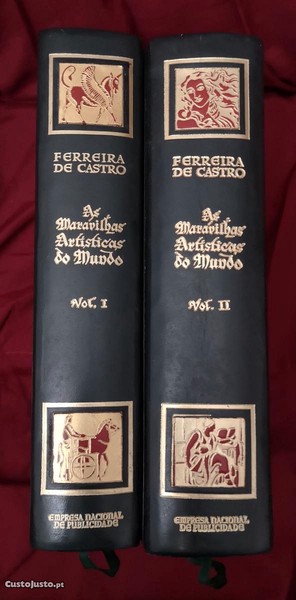 FERREIRA
DE CASTRO
As
Maravilhas
Artísticas
do Mundo
Vol. I
EMPRESA NACIONAL
DE PUBLICIDADE
FERREIRA
DE CASTRO
As
Maravilhas
Artísticas
do Mundo
Vol. II
EMPRESA NACIONAL
DE PUBLICIDADE
CustoJusto.pt